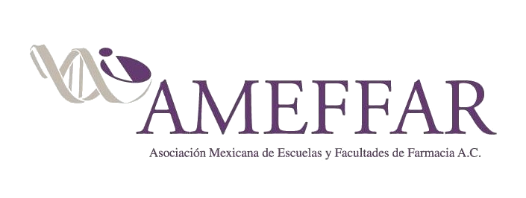 AMEFFAR
Asociación Mexicana de Escuelas y Facultades de Farmacia A.C.